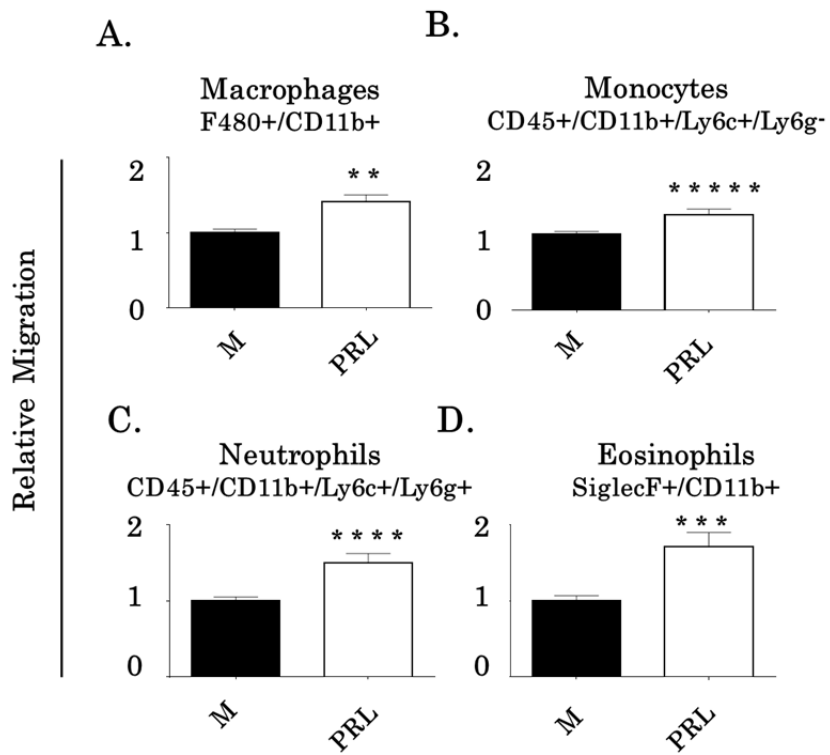 A.
Macrophages
F480+/CD11b+
2
1
0
**
M
PRL
B.
Monocytes
CD45+/CD11b+/Ly6c+/Ly6g-
2
1
0
*****
M
PRL
Relative Migration
C.
Neutrophils
CD45+/CD11b+/Ly6c+/Ly6g+
2
1
0
****
M
PRL
D.
Eosinophils
SiglecF+/CD11b+
2
1
0
***
M
PRL